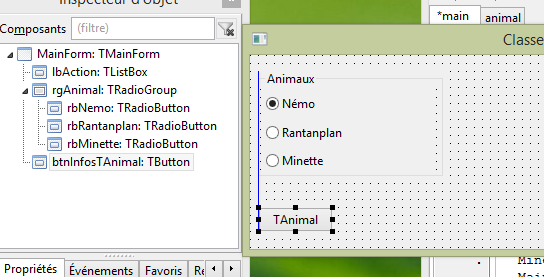 Inspecteur d'objet
Composants (filtre)
MainForm: TMainForm
lbAction: TListBox
rgAnimal: TRadioGroup
rbNemo: TRadioButton
rbRantanplan: TRadioButton
rbMinette: TRadioButton
btnInfosTAnimal: TButton
Propriétés Événements Favoris Re
*main animal
Classe
Animaux
Némo
Rantanplan
Minette
TAnimal